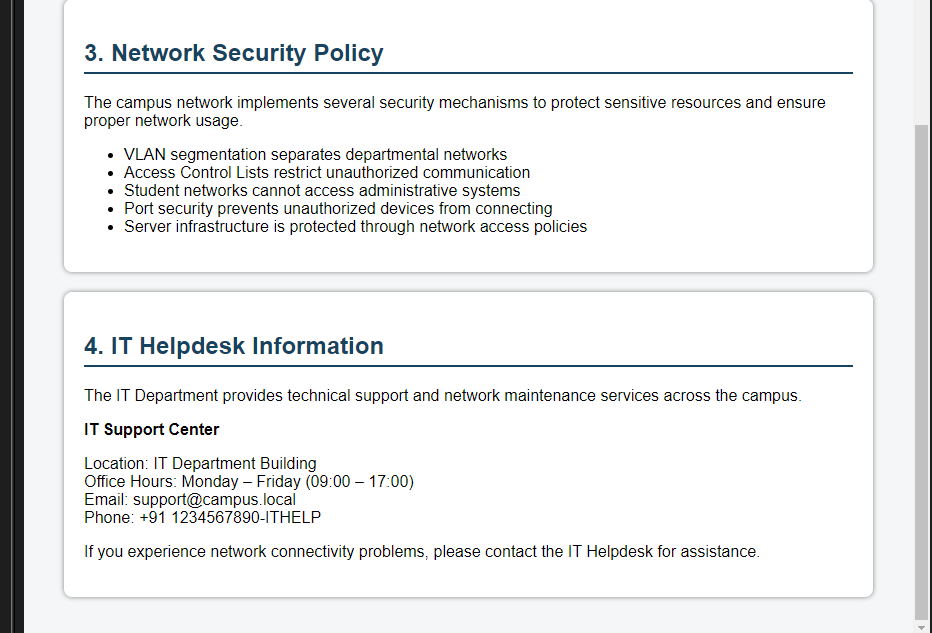 3. Network Security Policy
The campus network implements several security mechanisms to protect sensitive resources and ensure
proper network usage.
• VLAN segmentation separates departmental networks
• Access Control Lists restrict unauthorized communication
• Student networks cannot access administrative systems
• Port security prevents unauthorized devices from connecting
• Server infrastructure is protected through network access policies
4. IT Helpdesk Information
The IT Department provides technical support and network maintenance services across the campus.
IT Support Center
Location: IT Department Building
Office Hours: Monday – Friday (09:00 – 17:00)
Email: support@campus.local
Phone: +91 1234567890-ITHELP
If you experience network connectivity problems, please contact the IT Helpdesk for assistance.